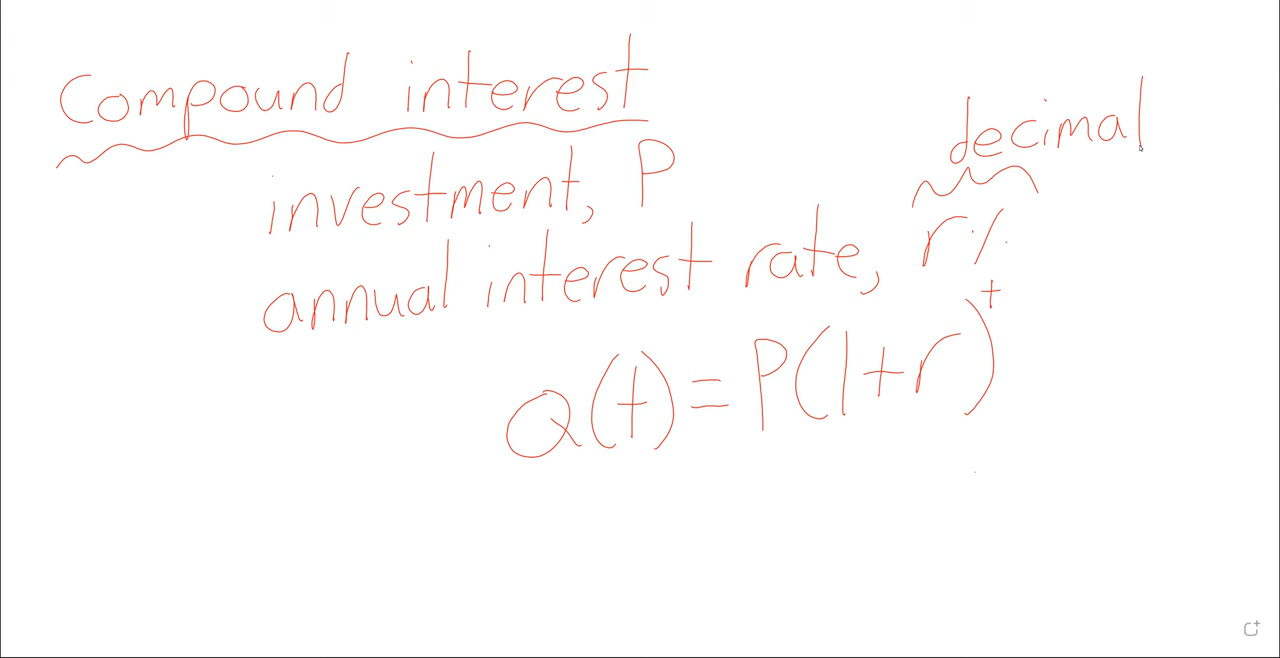 Compound interest
decimal
investment, P
annual interest rate, r%
Q(t) = P(1+r)^t